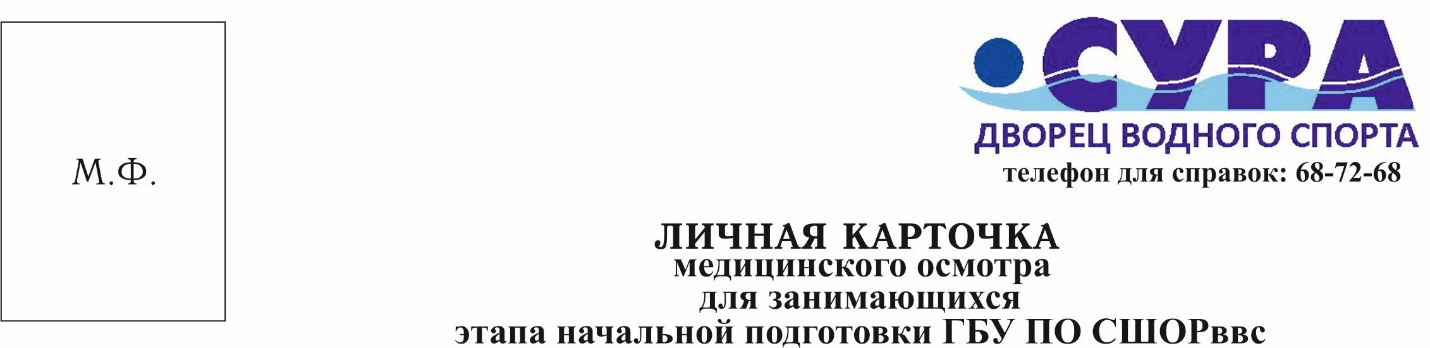 М.Ф.
СУРА
ДВОРЕЦ ВОДНОГО СПОРТА
телефон для справок: 68-72-68
ЛИЧНАЯ КАРТОЧКА
медицинского осмотра
для занимающихся
этапа начальной подготовки ГБУ ПО СШОРввс